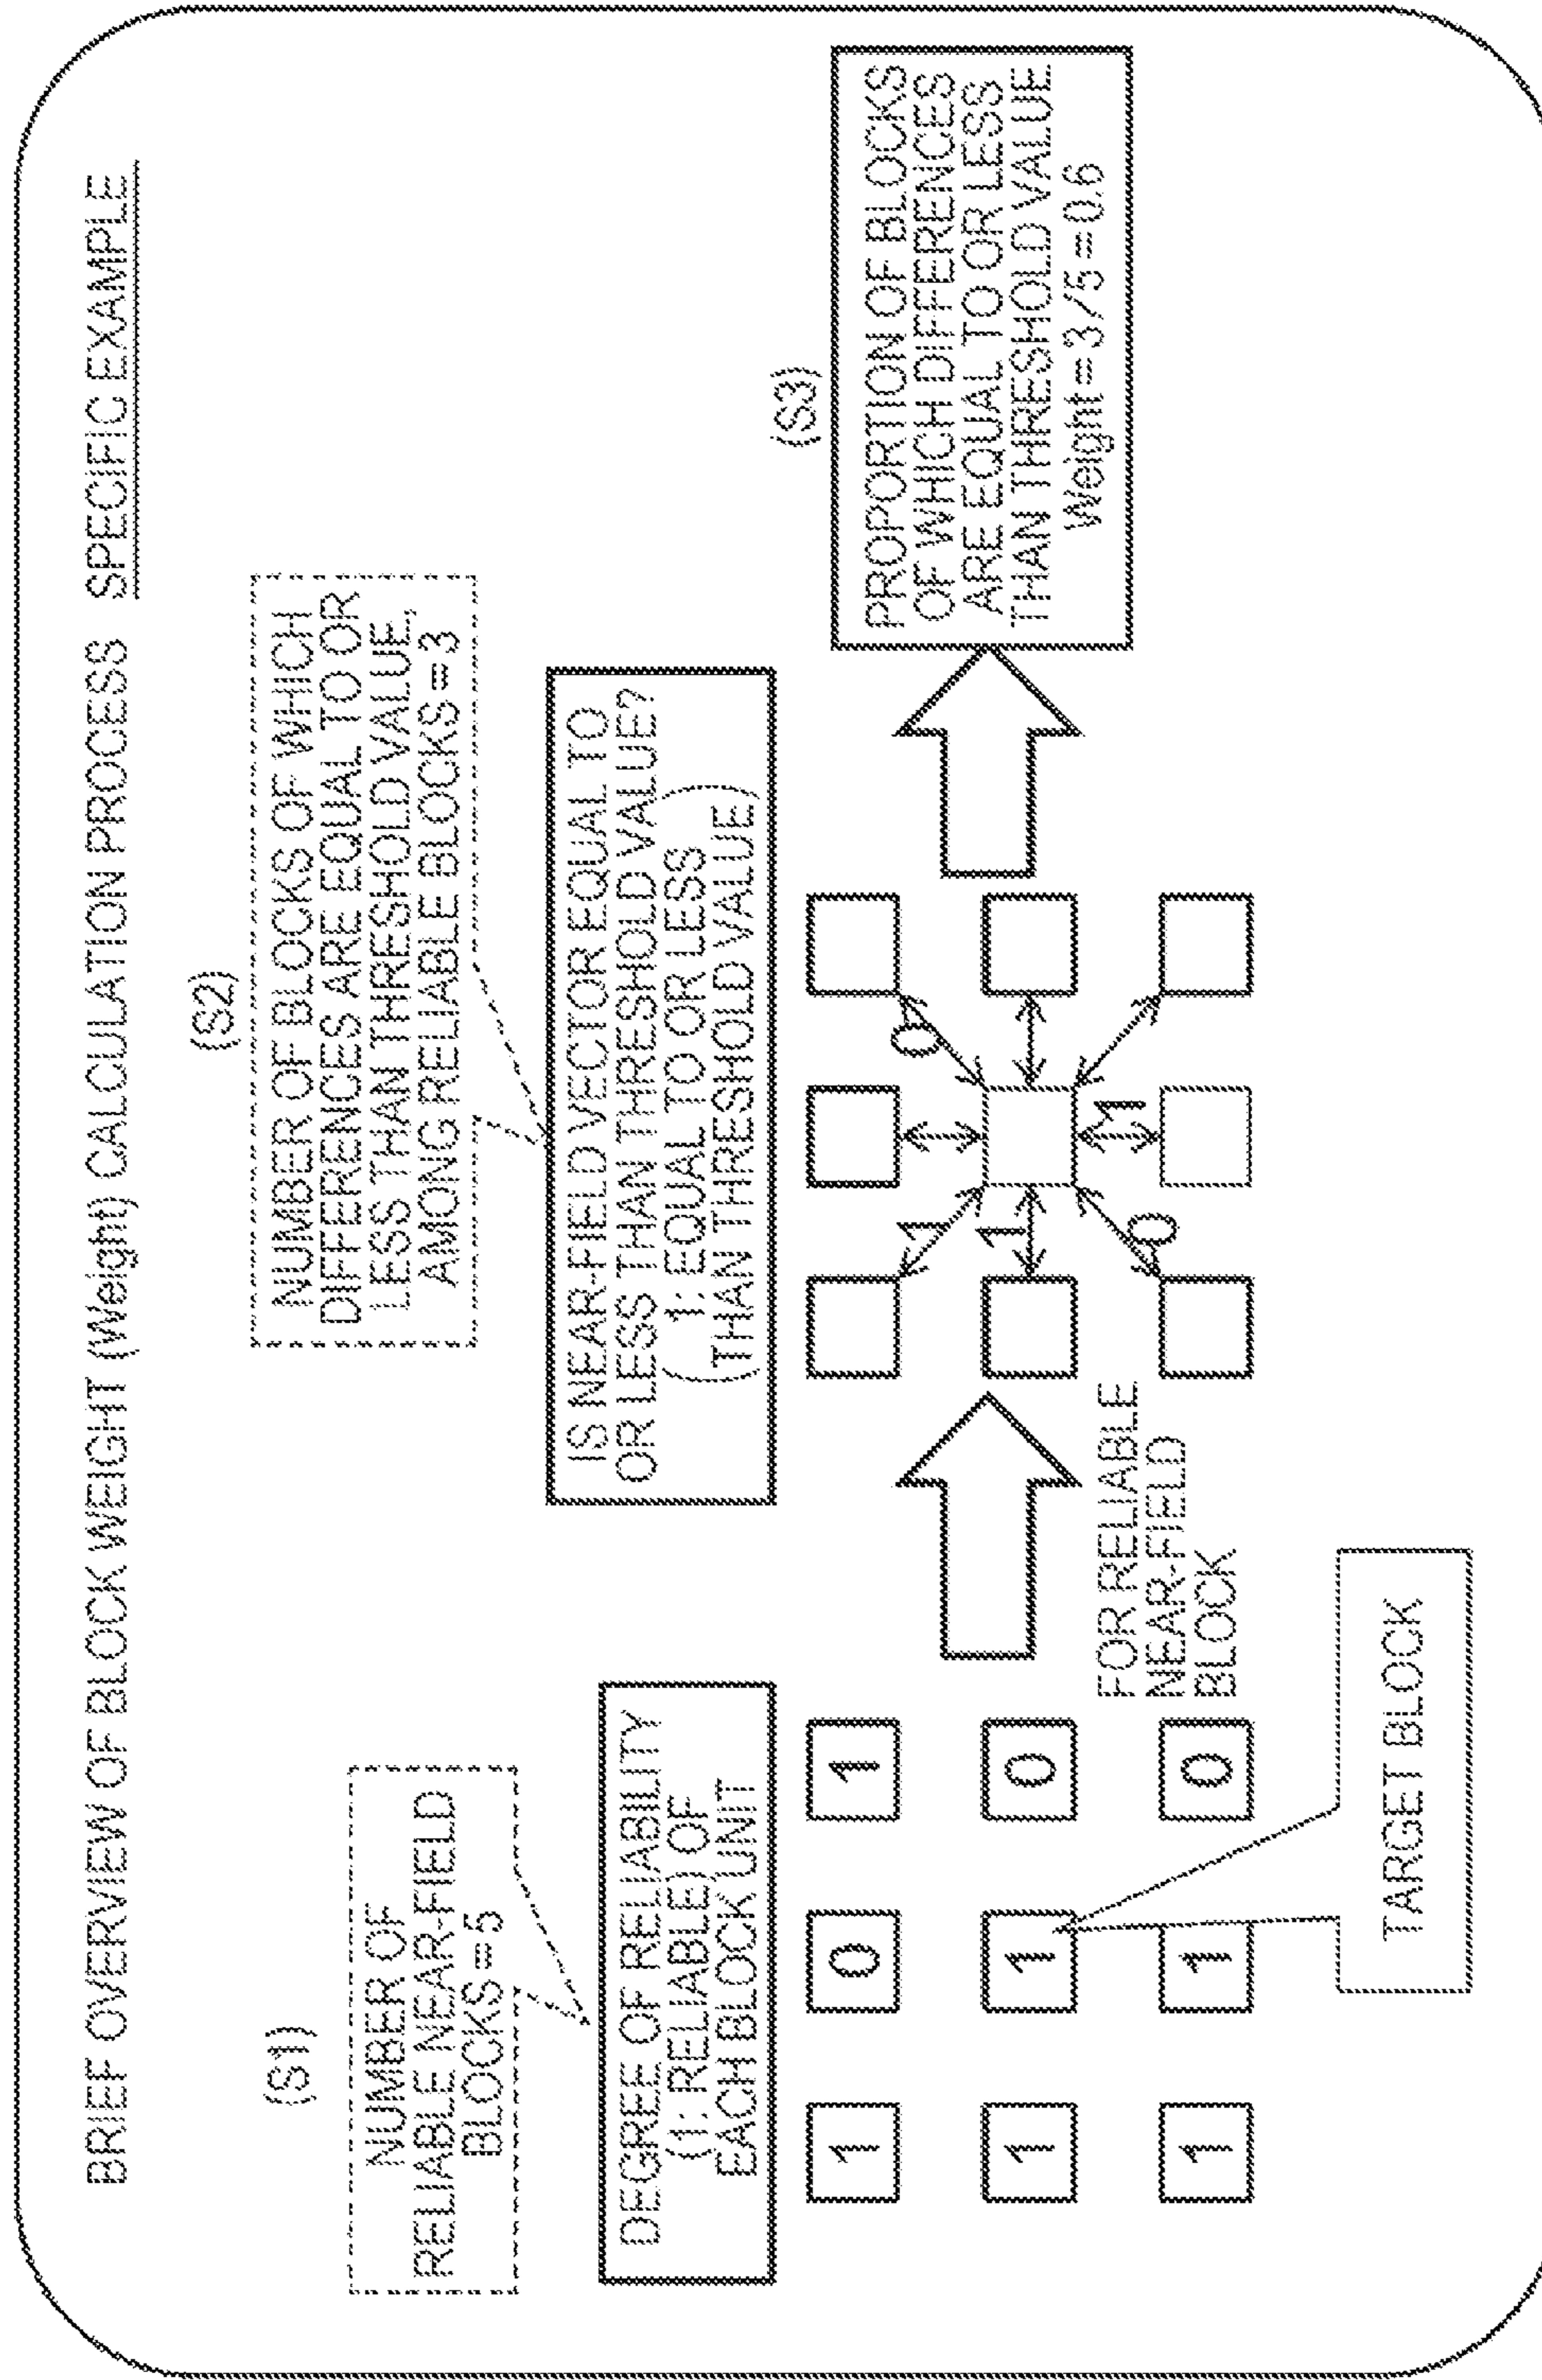 BRIEF OVERVIEW OF BLOCK WEIGHT (Weight) CALCULATION PROCESS SPECIFIC EXAMPLE
(S1)
NUMBER OF
RELIABLE NEAR-FIELD
BLOCKS=5
DEGREE OF RELIABILITY
(1: RELIABLE) OF
EACH BLOCK UNIT
1 0 1
1 1 0
1 1 0
TARGET BLOCK
FOR RELIABLE
NEAR-FIELD
BLOCK
(S2)
NUMBER OF BLOCKS OF WHICH
DIFFERENCES ARE EQUAL TO OR
LESS THAN THRESHOLD VALUE,
AMONG RELIABLE BLOCKS=3
IS NEAR-FIELD VECTOR EQUAL TO
OR LESS THAN THRESHOLD VALUE?
(1: EQUAL TO OR LESS
THAN THRESHOLD VALUE)
1 0
1
0 1
(S3)
PROPORTION OF BLOCKS
OF WHICH DIFFERENCES
ARE EQUAL TO OR LESS
THAN THRESHOLD VALUE
Weight=3/5=0.6